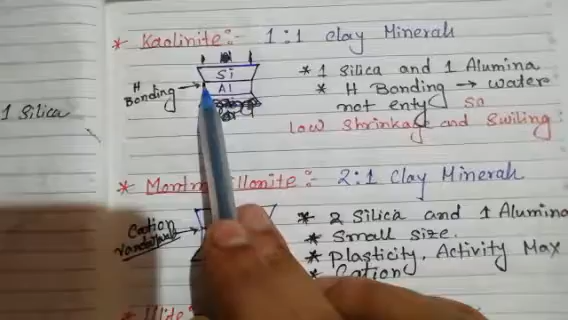 * Kaolinite:- 1:1 clay Minerals
Si
Al
H
Bonding →
* 1 Silica and 1 Alumina
* H Bonding → water
not enty so
Low Shrinkage and Swiling:
1 Silica
* 2:1 Clay Minerals
Cation
* 2 Silica and 1 Alumina
* Small size.
* Plasticity, Activity Max
* Cation